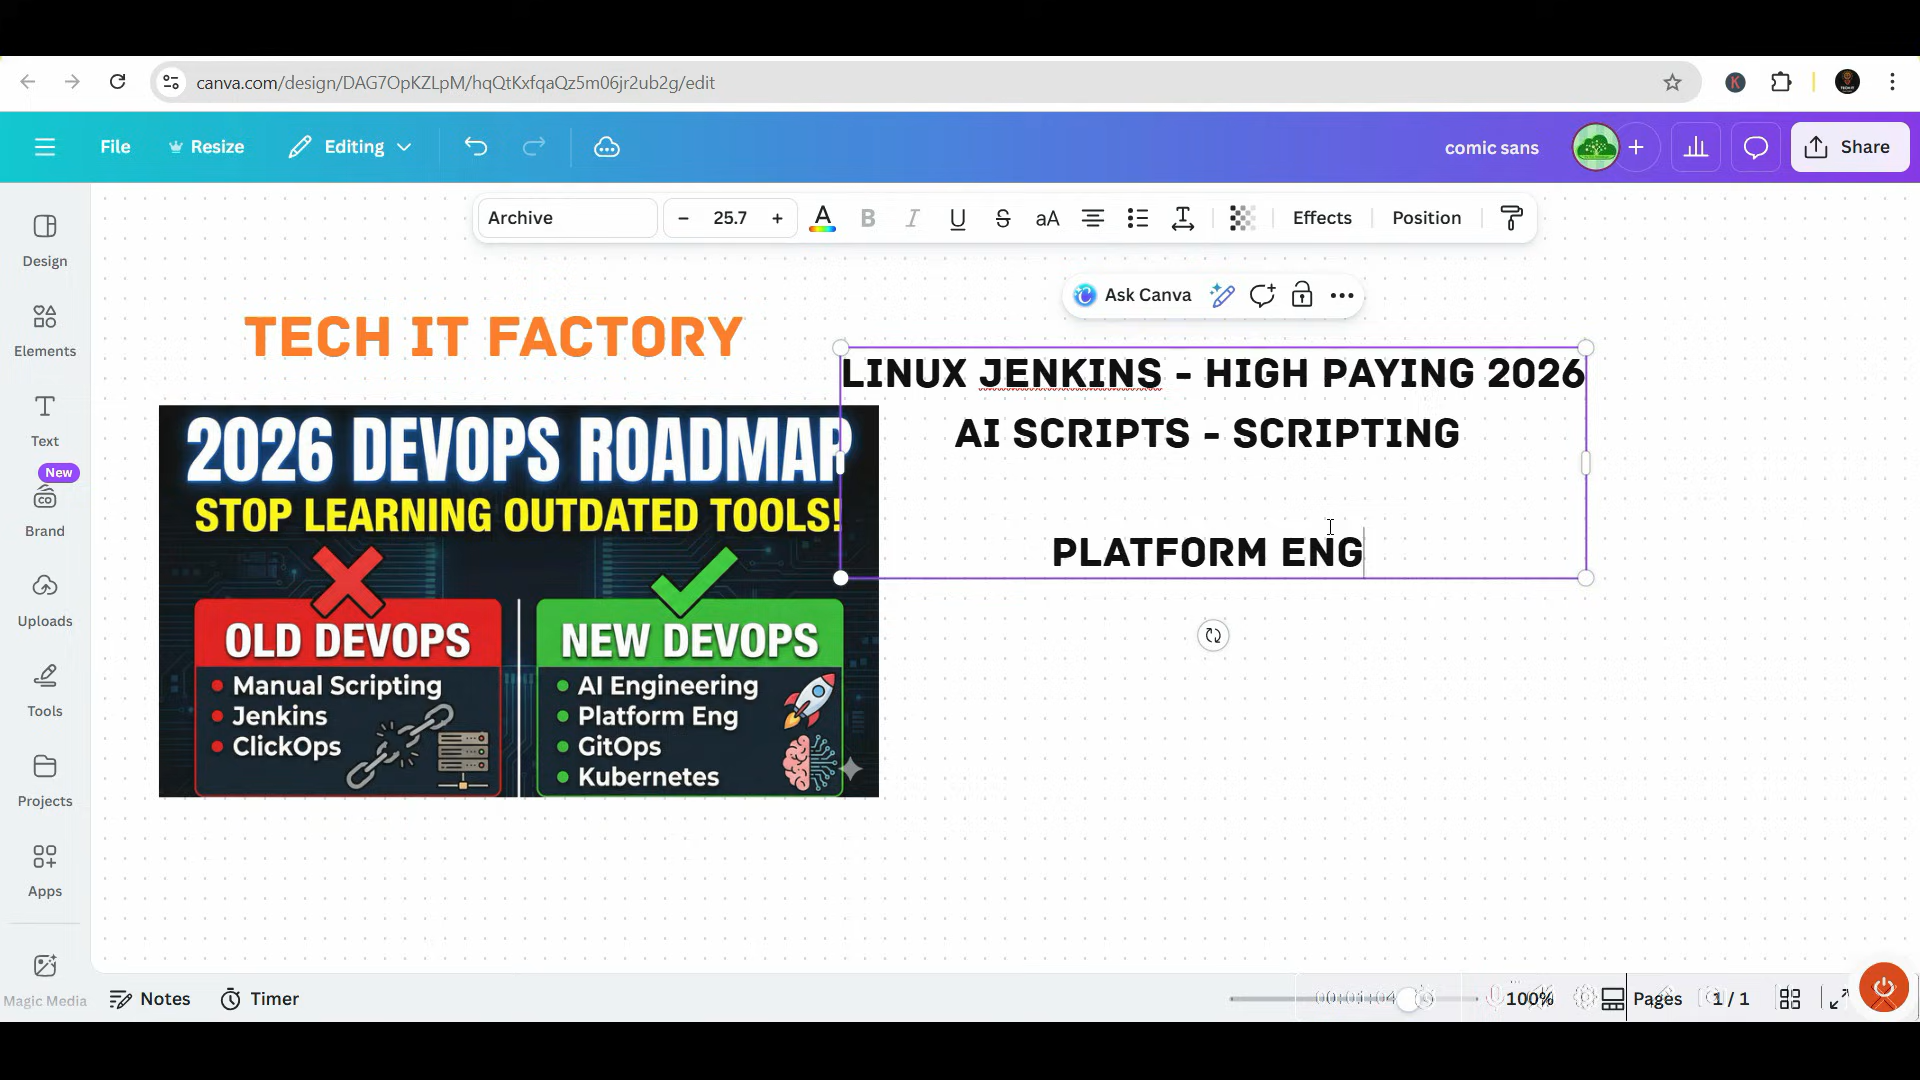 canva.com/design/DAG7OpKZLpM/hqQtKxfqaQz5m06jr2ub2g/edit
K
File
Resize
Editing
comic sans
Share
Design
Elements
Text
New
Brand
Uploads
Tools
Projects
Apps
Magic Media
Archive
25.7
A
B
I
U
S
aA
T
Effects
Position
Ask Canva
TECH IT FACTORY
2026 DEVOPS ROADMAP
STOP LEARNING OUTDATED TOOLS!
OLD DEVOPS
Manual Scripting
Jenkins
ClickOps
NEW DEVOPS
AI Engineering
Platform Eng
GitOps
Kubernetes
LINUX JENKINS - HIGH PAYING 2026
AI SCRIPTS - SCRIPTING
PLATFORM ENG
Notes
Timer
100%
Pages
1 / 1